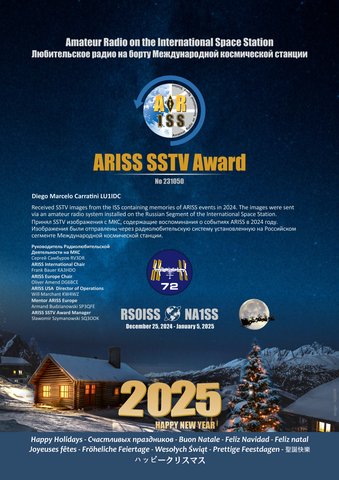 Amateur Radio on the International Space Station
Любительское радио на борту Международной космической станции
A R
I S S
ARISS SSTV Award
No 231050
Diego Marcelo Carratini LU1IDC
Received SSTV images from the ISS containing memories of ARISS events in 2024. The images were sent
via an amateur radio system installed on the Russian Segment of the International Space Station.
Принял SSTV изображения с МКС, содержащие воспоминания о событиях ARISS в 2024 году.
Изображения были отправлены через радиолюбительскую систему установленную на Российском
сегменте Международной космической станции.
Руководитель Радиолюбительской
Деятельности на МКС
Сергей Самбуров RV3DR
ARISS International Chair
Frank Bauer KA3HDO
ARISS Europe Chair
Oliver Amend DG6BCE
ARISS USA Director of Operations
Will Marchant KW4WZ
Mentor ARISS Europe
Armand Budzianowski SP3QFE
ARISS SSTV Award Manager
Slawomir Szymanowski SQ3OOK
72
RSOISS NA1SS
December 25, 2024 - January 5, 2025
2025
HAPPY NEW YEAR
Happy Holidays - Счастливых праздников - Buon Natale - Feliz Navidad - Feliz natal
Joyeuses fêtes - Fröheliche Feiertage - Wesołych Świąt - Prettige Feestdagen - 聖誕快樂
ハッピークリスマス